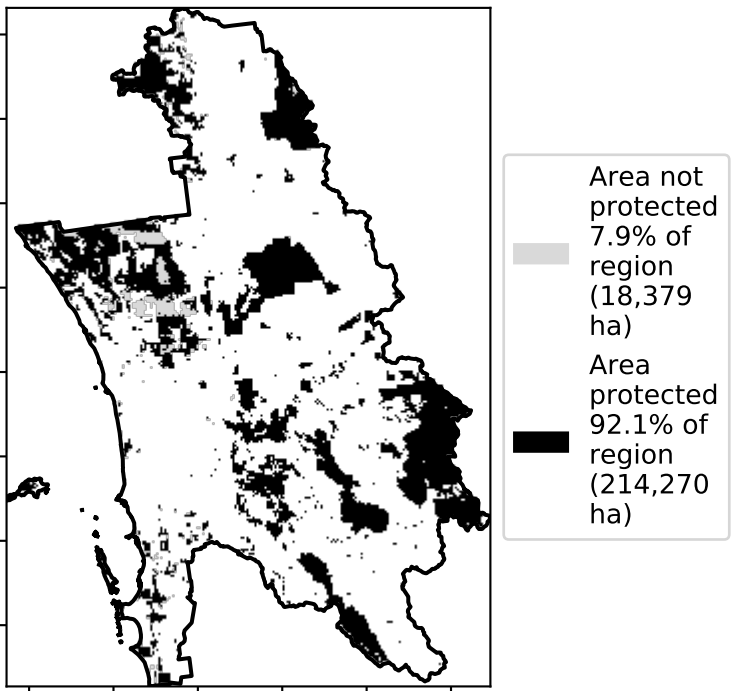 Area not
protected
7.9% of
region
(18,379
ha)
Area
protected
92.1% of
region
(214,270
ha)